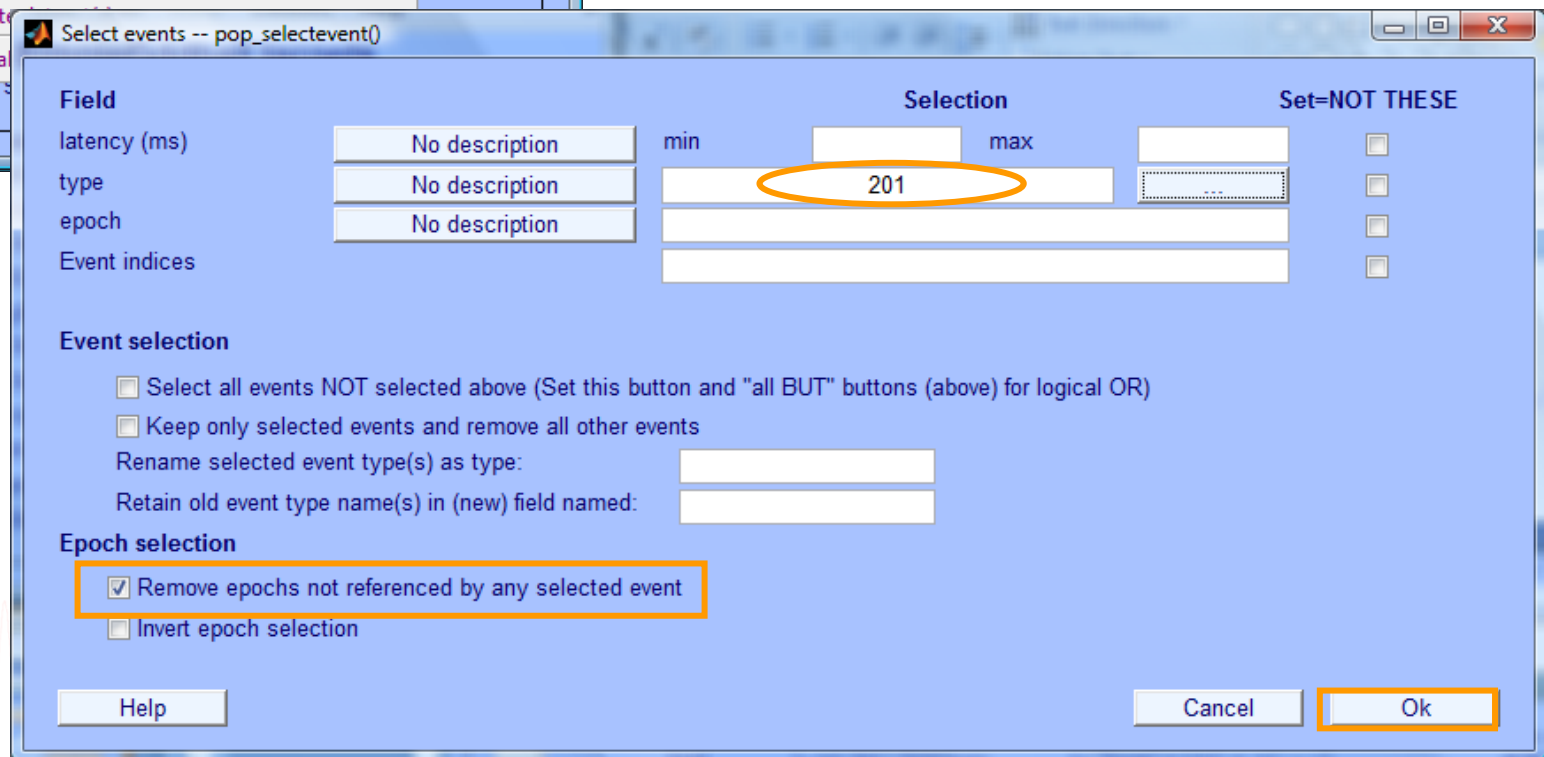 Select events -- pop_selectevent()
Field Selection Set=NOT THESE
latency (ms) No description min max
type No description 201 ...
epoch No description
Event indices
Event selection
Select all events NOT selected above (Set this button and "all BUT" buttons (above) for logical OR)
Keep only selected events and remove all other events
Rename selected event type(s) as type:
Retain old event type name(s) in (new) field named:
Epoch selection
Remove epochs not referenced by any selected event
Invert epoch selection
Help Cancel Ok